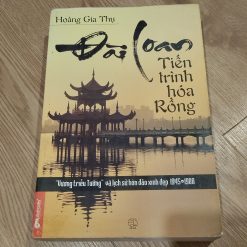 Hoàng Gia Thụ
Đài Loan
Tiến
trình
hóa
Rồng
"Vương triều Tưởng" và lịch sử hòn đảo xinh đẹp 1945-1988